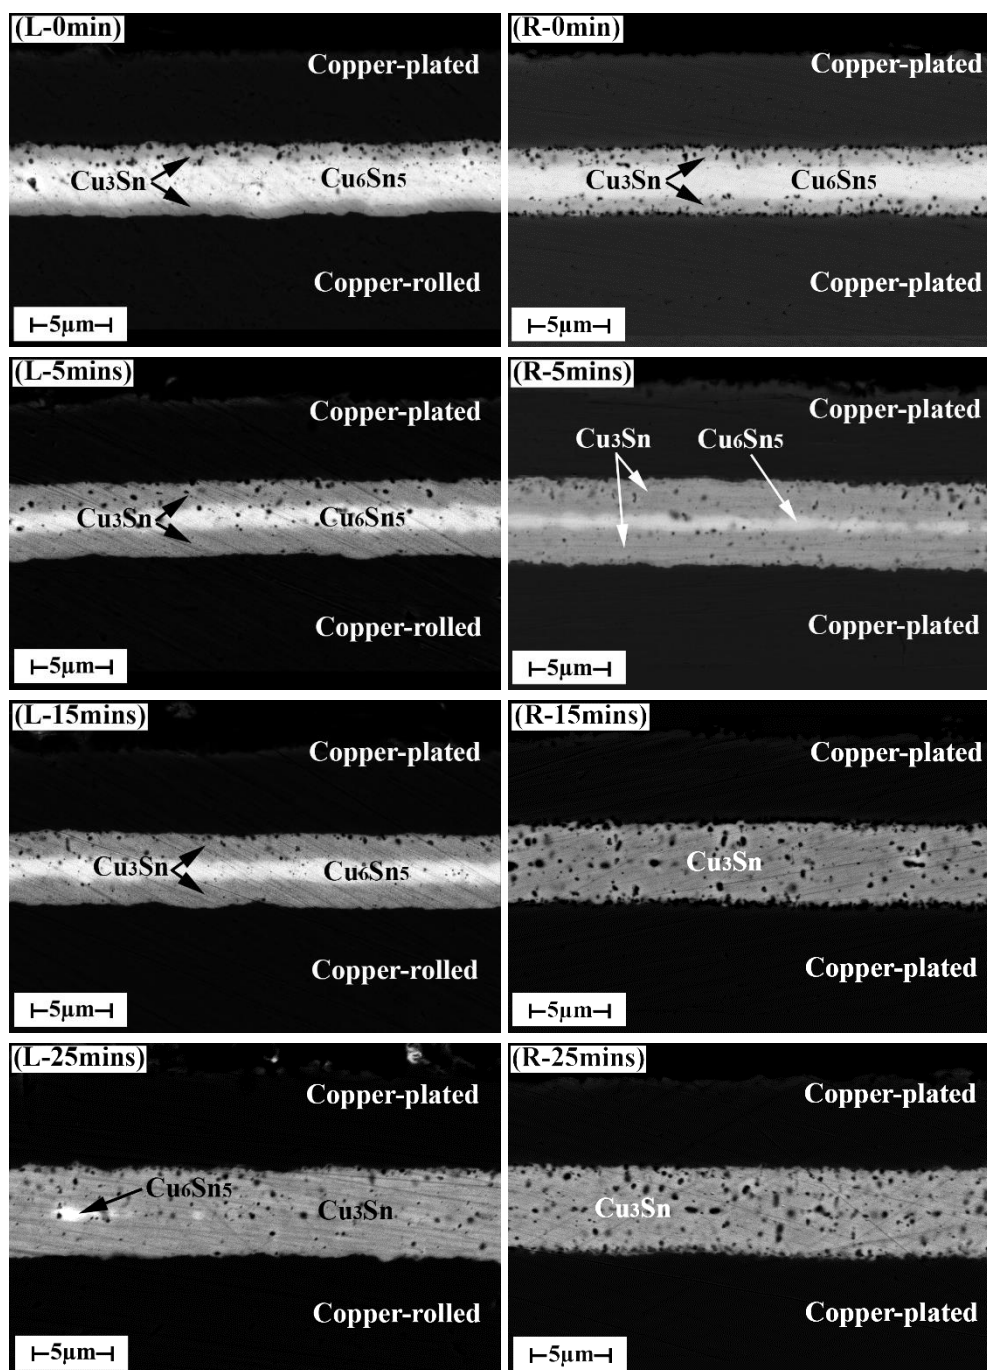 (L-0min)
Copper-plated
Cu3Sn
Cu6Sn5
Copper-rolled
5μm
(R-0min)
Copper-plated
Cu3Sn
Cu6Sn5
Copper-plated
5μm
(L-5mins)
Copper-plated
Cu3Sn
Cu6Sn5
Copper-rolled
5μm
(R-5mins)
Copper-plated
Cu3Sn
Cu6Sn5
Copper-plated
5μm
(L-15mins)
Copper-plated
Cu3Sn
Cu6Sn5
Copper-rolled
5μm
(R-15mins)
Copper-plated
Cu3Sn
Copper-plated
5μm
(L-25mins)
Copper-plated
Cu6Sn5
Cu3Sn
Copper-rolled
5μm
(R-25mins)
Copper-plated
Cu3Sn
Copper-plated
5μm